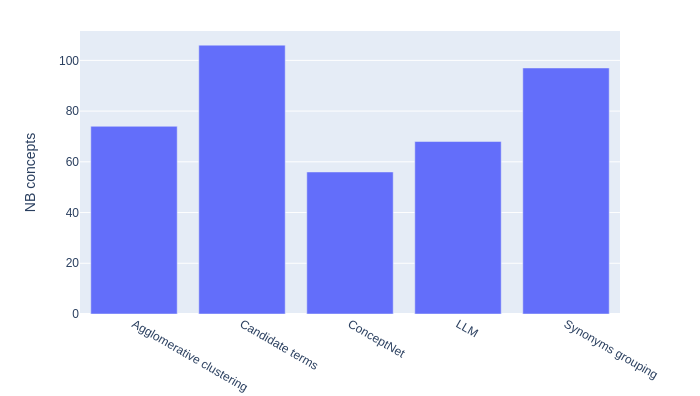 NB concepts
100
80
60
40
20
0
Agglomerative clustering
Candidate terms
ConceptNet
LLM
Synonyms grouping